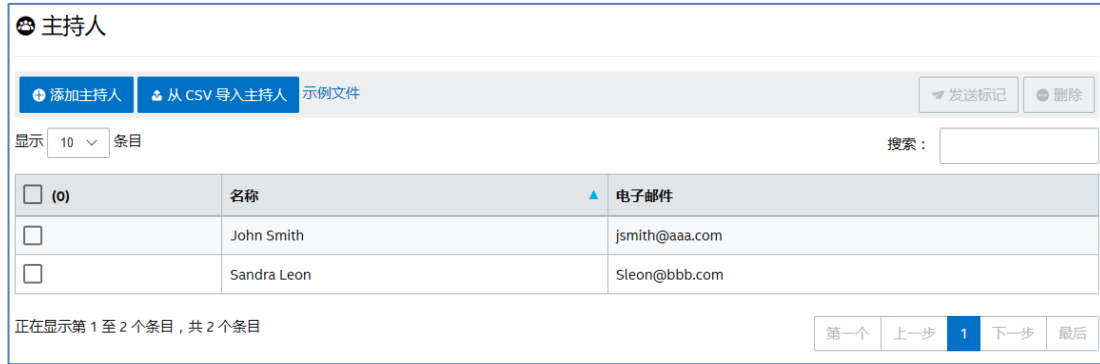 主持人
添加主持人 从 CSV 导入主持人 示例文件 发送标记 删除
显示 10 条目 搜索：
(0) 名称 电子邮件
John Smith jsmith@aaa.com
Sandra Leon Sleon@bbb.com
正在显示第 1 至 2 个条目，共 2 个条目
第一个 上一步 1 下一步 最后